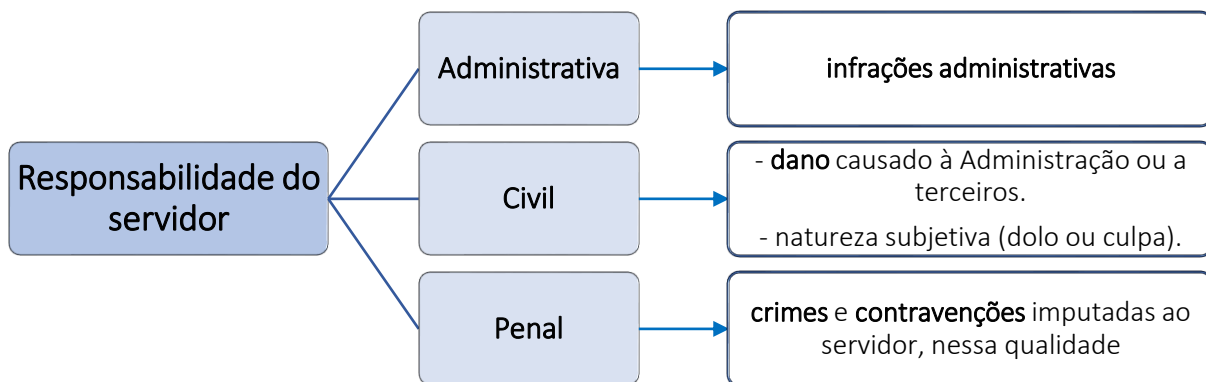 Responsabilidade do
servidor
Administrativa
infrações administrativas
Civil
- dano causado à Administração ou a
terceiros.
- natureza subjetiva (dolo ou culpa).
Penal
crimes e contravenções imputadas ao
servidor, nessa qualidade